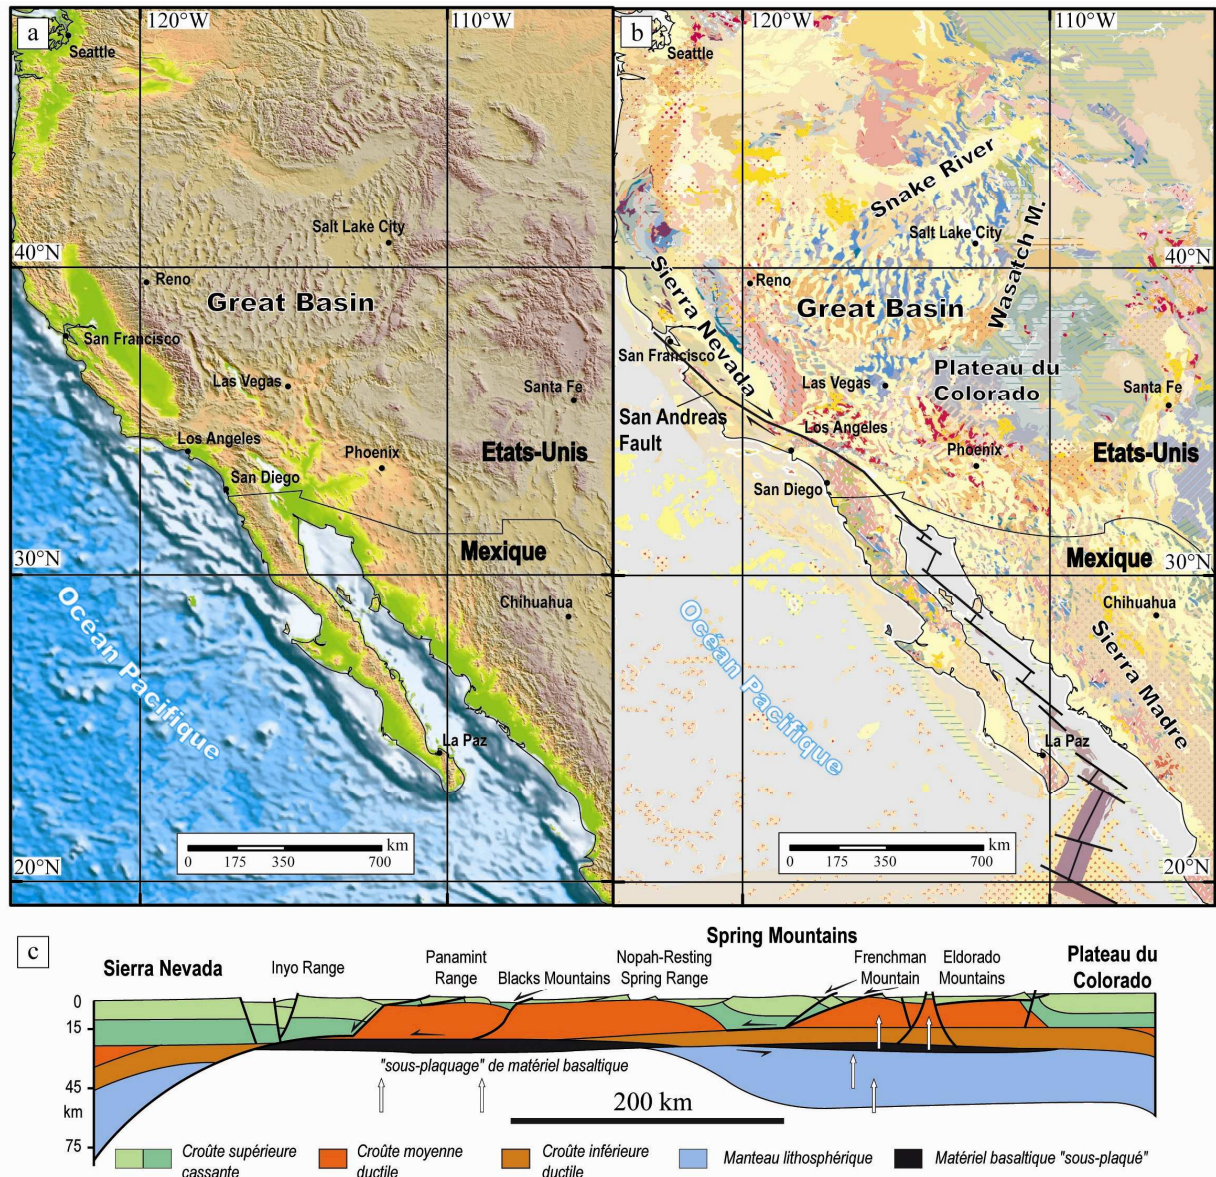 a
120°W
110°W
Seattle
Salt Lake City
40°N
Reno
Great Basin
San Francisco
Las Vegas
Santa Fe
Los Angeles
Phoenix
Etats-Unis
San Diego
Mexique
30°N
Chihuahua
Océan Pacifique
La Paz
km
0 175 350 700
20°N
b
120°W
110°W
Seattle
Snake River
Salt Lake City
Wasatch M.
40°N
Sierra Nevada
Reno
Great Basin
San Francisco
Plateau du
Colorado
Las Vegas
Santa Fe
San Andreas
Fault
Los Angeles
Phoenix
Etats-Unis
San Diego
Mexique
30°N
Chihuahua
Océan Pacifique
Sierra Madre
La Paz
km
0 175 350 700
20°N
c
Sierra Nevada
Inyo Range
Panamint
Range
Blacks Mountains
Nopah-Resting
Spring Range
Spring Mountains
Frenchman
Mountain
Eldorado
Mountains
Plateau du
Colorado
0
15
45
km
75
"sous-plaquage" de matériel basaltique
200 km
Croûte supérieure
cassante
Croûte moyenne
ductile
Croûte inférieure
ductile
Manteau lithosphérique
Matériel basaltique "sous-plaqué"